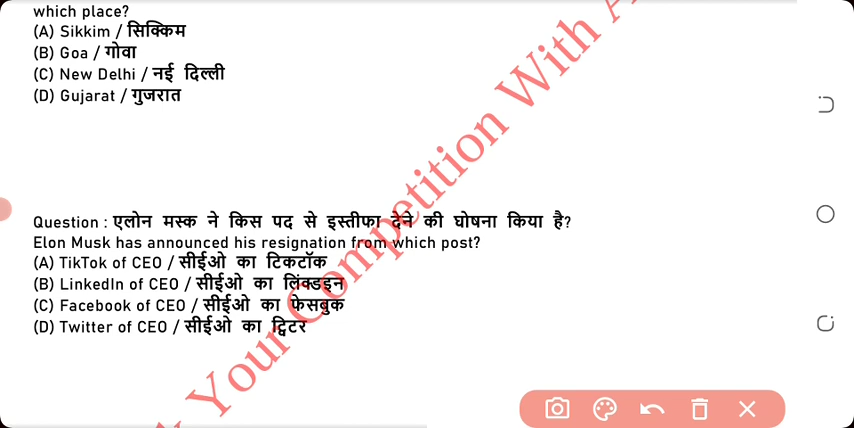 which place?
(A) Sikkim / सिक्किम
(B) Goa / गोवा
(C) New Delhi / नई दिल्ली
(D) Gujarat / गुजरात
Question : एलोन मस्क ने किस पद से इस्तीफा देने की घोषना किया है?
Elon Musk has announced his resignation from which post?
(A) TikTok of CEO / सीईओ का टिकटॉक
(B) LinkedIn of CEO / सीईओ का लिंक्डइन
(C) Facebook of CEO / सीईओ का फेसबुक
(D) Twitter of CEO / सीईओ का ट्विटर
Your Competition With